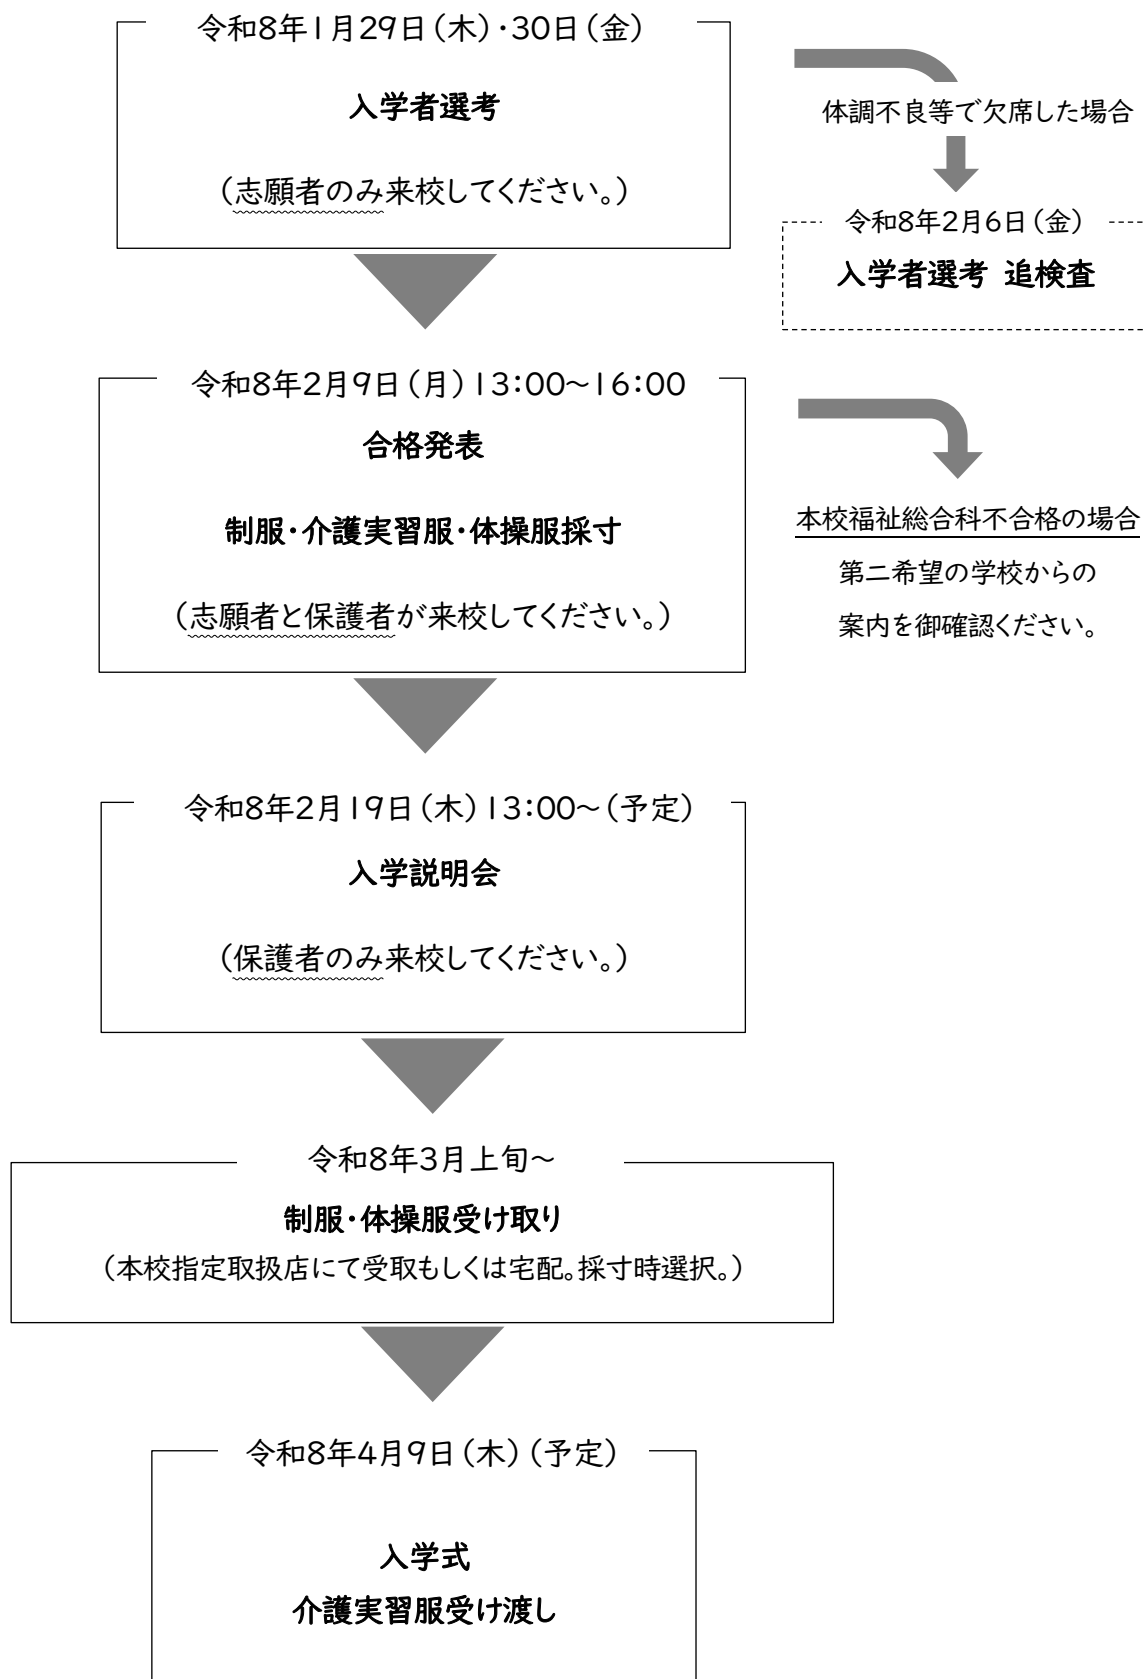 令和8年1月29日(木)・30日(金)
入学者選考
(志願者のみ来校してください。)
体調不良等で欠席した場合
令和8年2月6日(金)
入学者選考 追検査
令和8年2月9日(月)13:00~16:00
合格発表
制服・介護実習服・体操服採寸
(志願者と保護者が来校してください。)
本校福祉総合科不合格の場合
第二希望の学校からの
案内を御確認ください。
令和8年2月19日(木)13:00~(予定)
入学説明会
(保護者のみ来校してください。)
令和8年3月上旬~
制服・体操服受け取り
(本校指定取扱店にて受取もしくは宅配。採寸時選択。)
令和8年4月9日(木)(予定)
入学式
介護実習服受け渡し